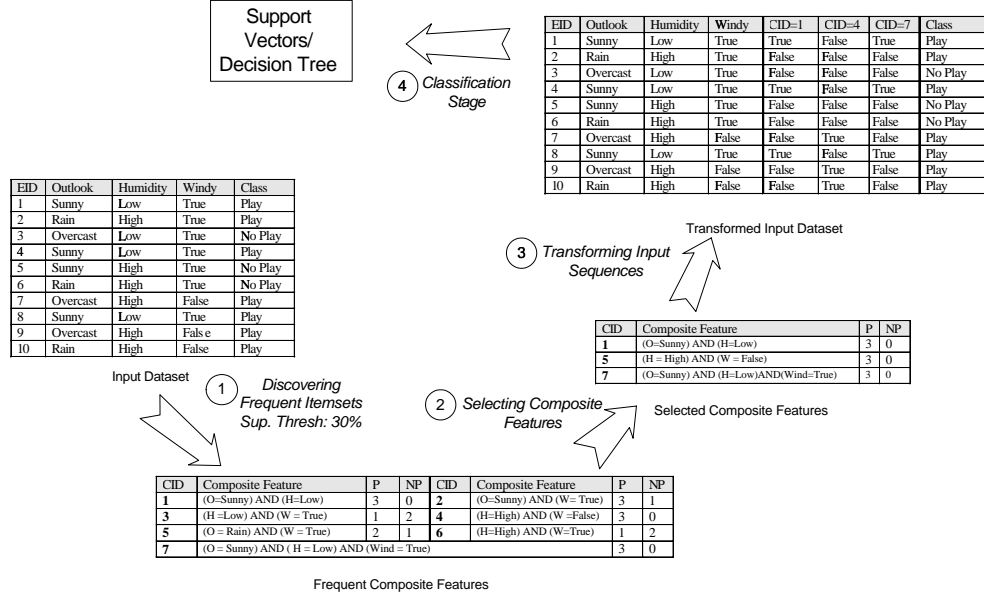 Support
Vectors/
Decision Tree
4 Classification
Stage
EID Outlook Humidity Windy CID=1 CID=4 CID=7 Class
1 Sunny Low True True False True Play
2 Rain High True False False False Play
3 Overcast Low True False False False No Play
4 Sunny Low True True False True Play
5 Sunny High True False False False No Play
6 Rain High True False False False No Play
7 Overcast High False False True False Play
8 Sunny Low True True False True Play
9 Overcast High False False True False Play
10 Rain High False False True False Play
Transformed Input Dataset
EID Outlook Humidity Windy Class
1 Sunny Low True Play
2 Rain High True Play
3 Overcast Low True No Play
4 Sunny Low True Play
5 Sunny High True No Play
6 Rain High True No Play
7 Overcast High False Play
8 Sunny Low True Play
9 Overcast High False Play
10 Rain High False Play
Input Dataset
3 Transforming Input
Sequences
CID Composite Feature P NP
1 (O=Sunny) AND (H=Low) 3 0
5 (H = High) AND (W = False) 3 0
7 (O=Sunny) AND (H=Low)AND(Wind=True) 3 0
Selected Composite Features
1 Discovering
Frequent Itemsets
Sup. Thresh: 30%
2 Selecting Composite
Features
CID Composite Feature P NP CID Composite Feature P NP
1 (O=Sunny) AND (H=Low) 3 0 2 (O=Sunny) AND (W= True) 3 1
3 (H =Low) AND (W = True) 1 2 4 (H=High) AND (W =False) 3 0
5 (O = Rain) AND (W = True) 2 1 6 (H=High) AND (W=True) 1 2
7 (O = Sunny) AND ( H = Low) AND (Wind = True) 3 0
Frequent Composite Features